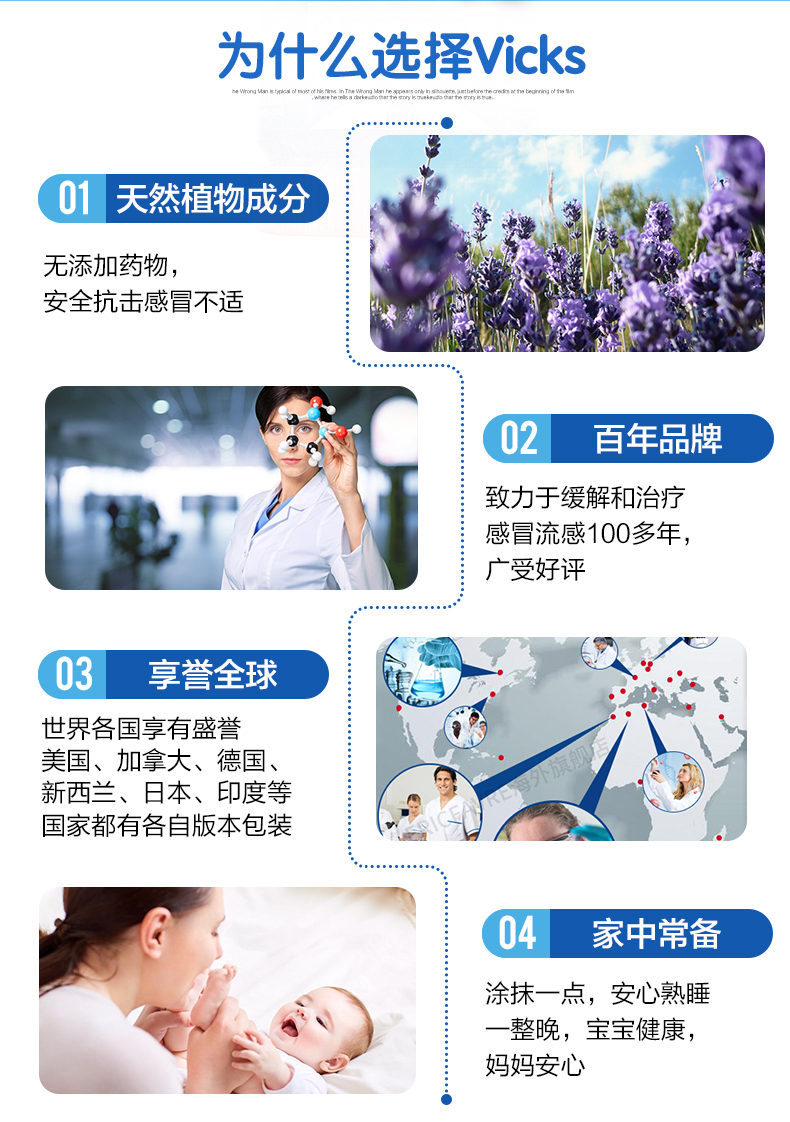 为什么选择Vicks
he Wrong Man is typical of most of his films. In The Wrong Man he appears only in silhouette, just before the credits at the beginning of the film
, where he tells a darkeudio that the story is truekeudio that the story is true..
01 天然植物成分
无添加药物，
安全抗击感冒不适
02 百年品牌
致力于缓解和治疗
感冒流感100多年，
广受好评
03 享誉全球
世界各国享有盛誉
美国、加拿大、德国、
新西兰、日本、印度等
国家都有各自版本包装
海外旗舰店
04 家中常备
涂抹一点，安心熟睡
一整晚，宝宝健康，
妈妈安心